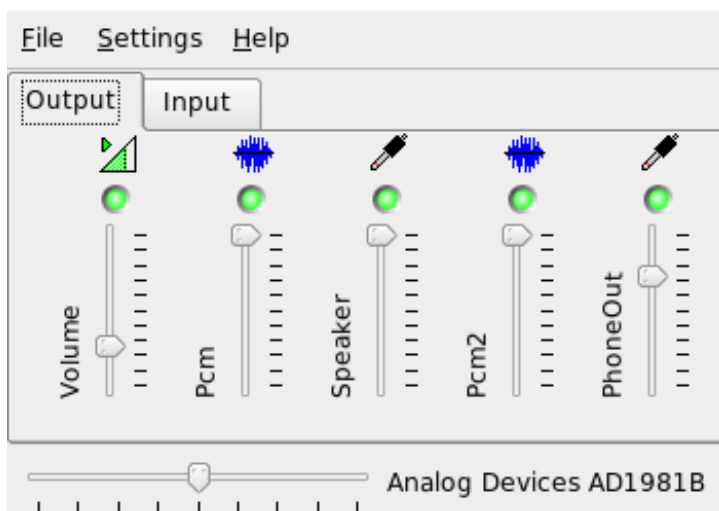 File Settings Help
Output Input
Volume Pcm Speaker Pcm2 PhoneOut
Analog Devices AD1981B